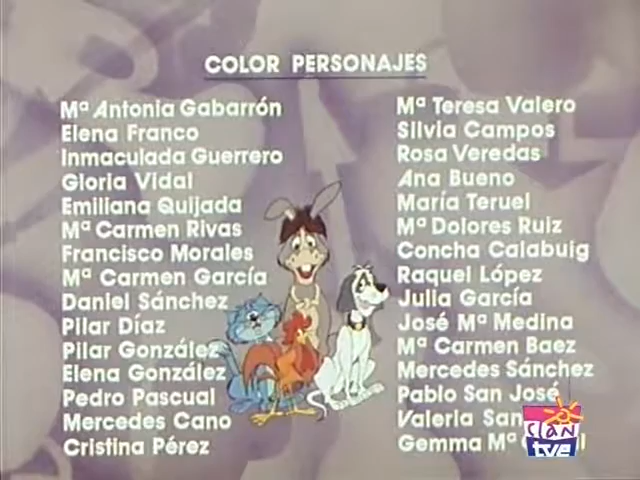 COLOR PERSONAJES
Mª Antonia Gabarrón
Elena Franco
Inmaculada Guerrero
Gloria Vidal
Emiliana Quijada
Mª Carmen Rivas
Francisco Morales
Mª Carmen García
Daniel Sánchez
Pilar Díaz
Pilar González
Elena González
Pedro Pascual
Mercedes Cano
Cristina Pérez
Mª Teresa Valero
Silvia Campos
Rosa Veredas
Ana Bueno
María Teruel
Mª Dolores Ruiz
Concha Calabuig
Raquel López
Julia García
José Mª Medina
Mª Carmen Baez
Mercedes Sánchez
Pablo San José
Valeria
Gemma Mª
clan
tve